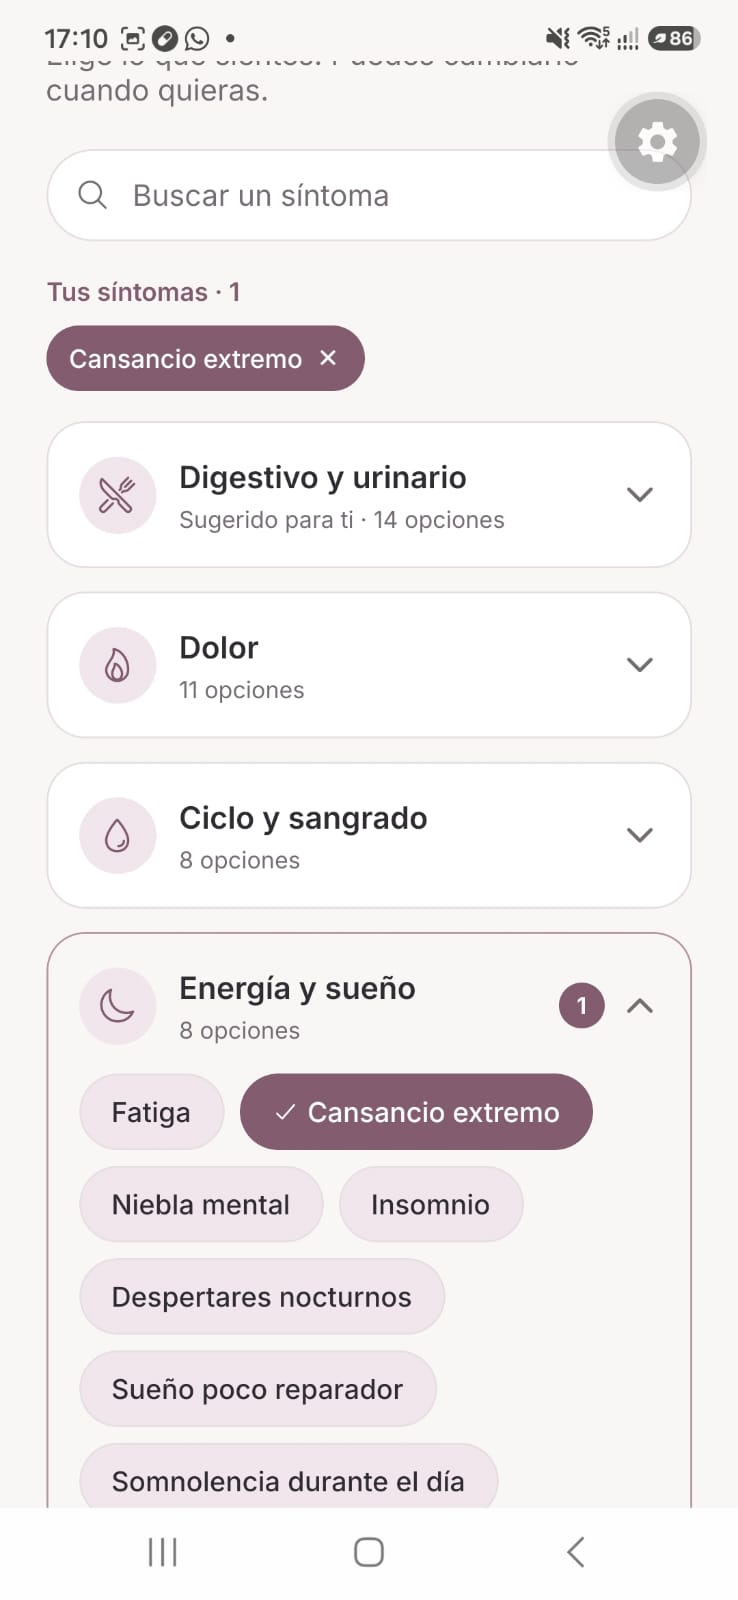 17:10
86
cuando quieras.
Buscar un síntoma
Tus síntomas · 1
Cansancio extremo ✕
Digestivo y urinario
Sugerido para ti · 14 opciones
Dolor
11 opciones
Ciclo y sangrado
8 opciones
Energía y sueño
1
8 opciones
Fatiga
✓ Cansancio extremo
Niebla mental
Insomnio
Despertares nocturnos
Sueño poco reparador
Somnolencia durante el día